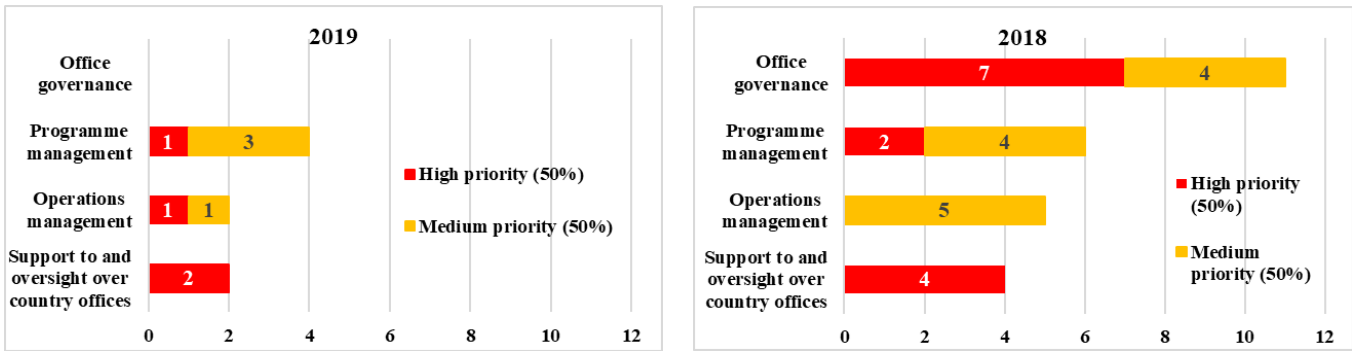 2019
Office
governance
Programme
management
1
3
Operations
management
1
1
Support to and
oversight over
country offices
2
High priority (50%)
Medium priority (50%)
0
2
4
6
8
10
12
2018
Office
governance
7
4
Programme
management
2
4
Operations
management
5
Support to and
oversight over
country offices
4
High priority
(50%)
Medium
priority (50%)
0
2
4
6
8
10
12